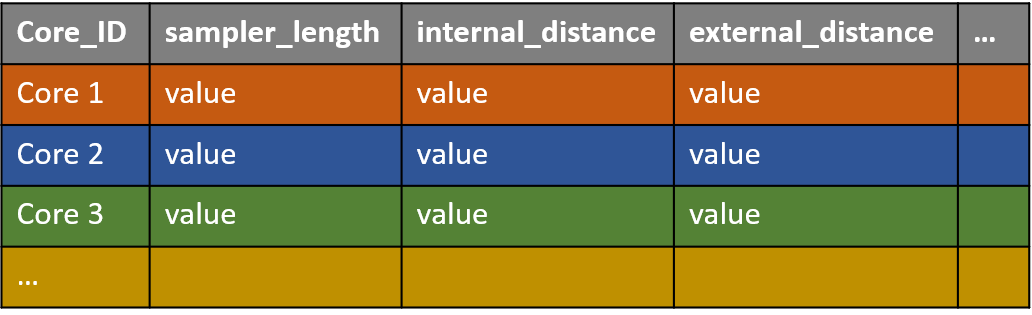 Core_ID sampler_length internal_distance external_distance ...
Core 1 value value value
Core 2 value value value
Core 3 value value value
...